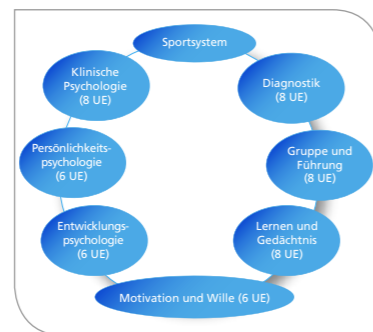 Sportsystem
Diagnostik
(8 UE)
Gruppe und
Führung
(8 UE)
Lernen und
Gedächtnis
(8 UE)
Motivation und Wille (6 UE)
Entwicklungs-
psychologie
(6 UE)
Persönlichkeits-
psychologie
(6 UE)
Klinische
Psychologie
(8 UE)